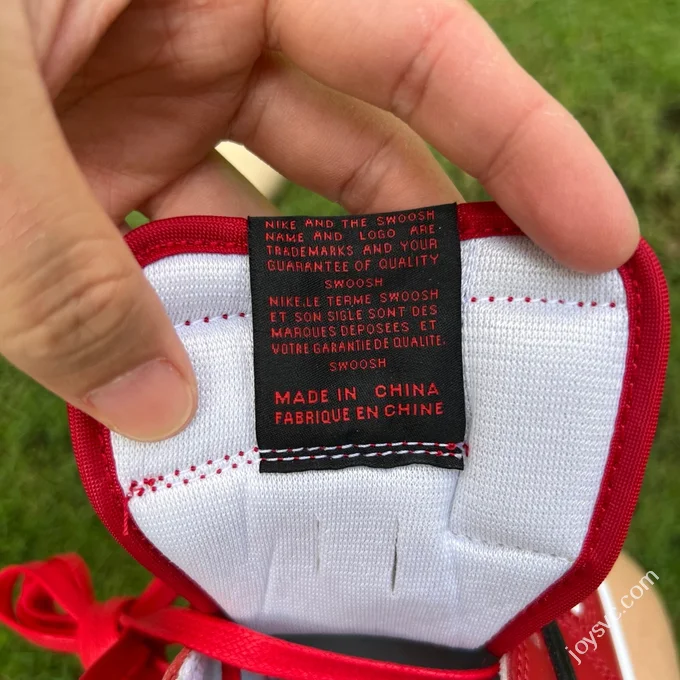 NIKE AND THE SWOOSH
NAME AND LOGO ARE
TRADEMARKS AND YOUR
GUARANTEE OF QUALITY
SWOOSH
NIKE,LE TERME SWOOSH
ET SON SIGLE SONT DES
MARQUES DEPOSEES ET
VOTRE GARANTIE DE QUALITE,
SWOOSH
MADE IN CHINA
FABRIQUE EN CHINE
joysvc.com